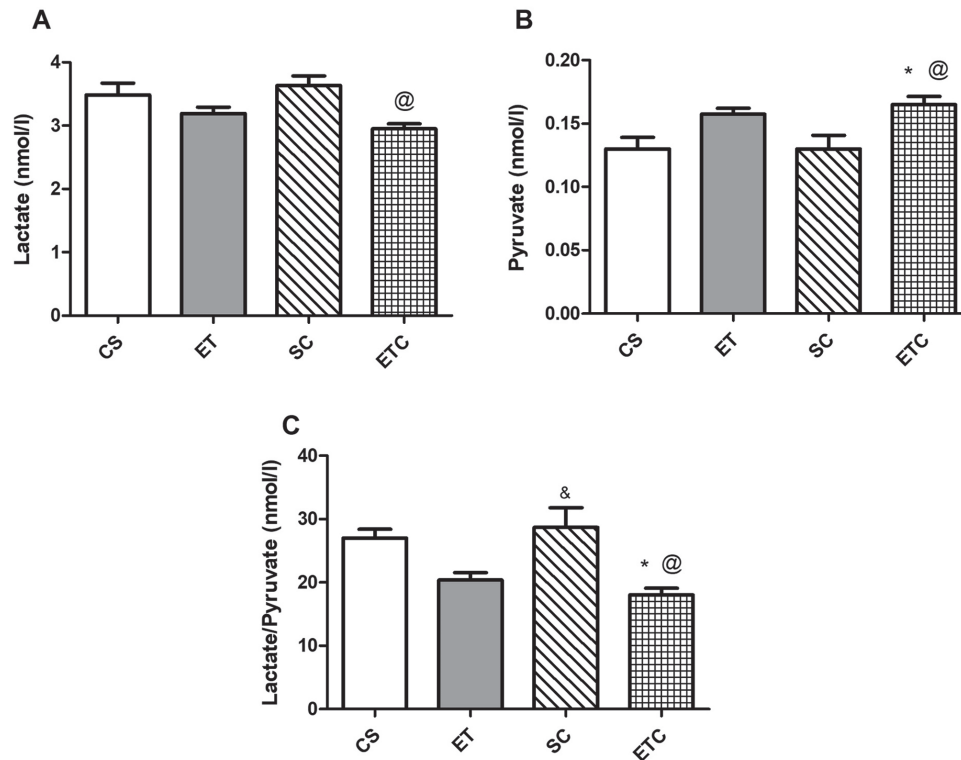 A
Lactate (nmol/l)
4
3
2
1
0
@
CS ET SC ETC
B
Pyruvate (nmol/l)
0.20
0.15
0.10
0.05
0.00
* @
CS ET SC ETC
C
Lactate/Pyruvate (nmol/l)
40
30
20
10
0
&
* @
CS ET SC ETC